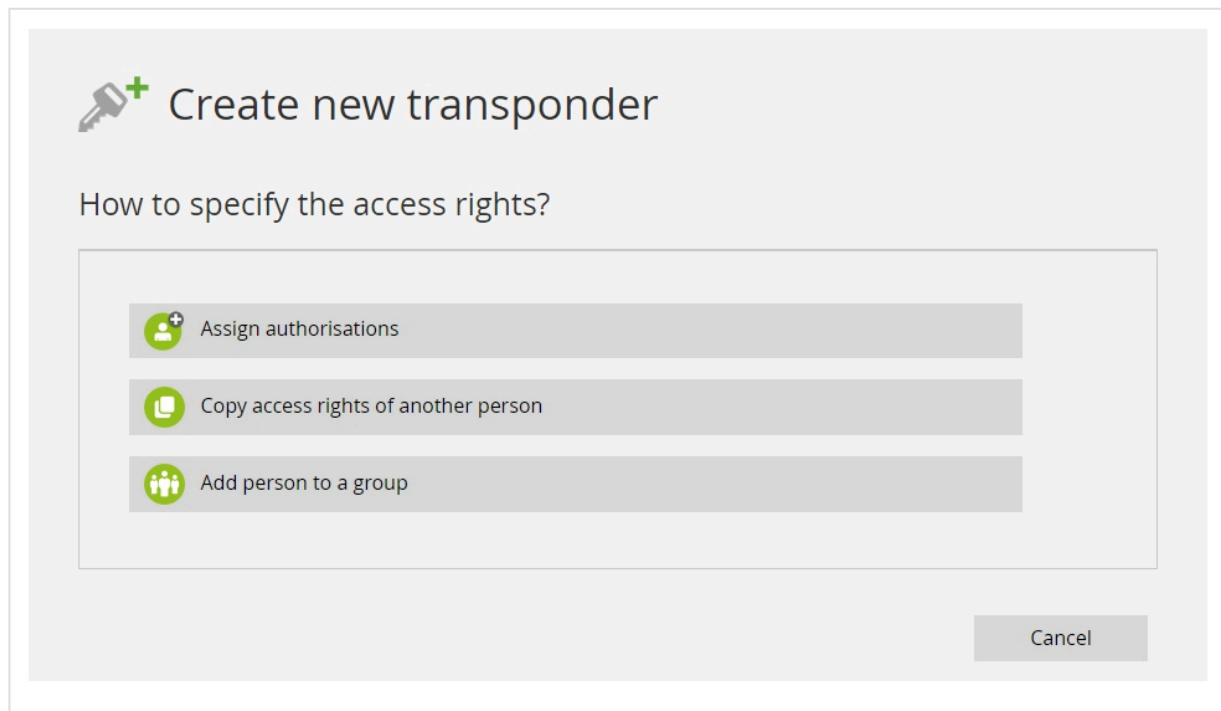 Create new transponder
How to specify the access rights?
Assign authorisations
Copy access rights of another person
Add person to a group
Cancel